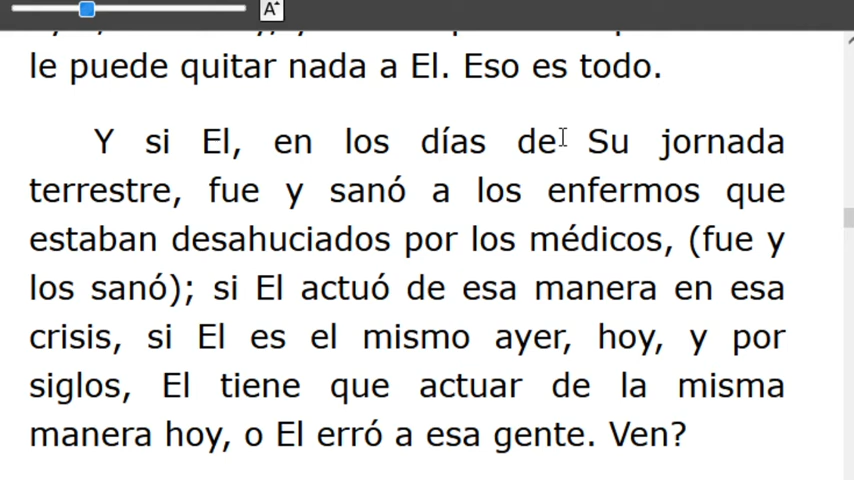 A
le puede quitar nada a El. Eso es todo.
Y si El, en los días de Su jornada
terrestre, fue y sanó a los enfermos que
estaban desahuciados por los médicos, (fue y
los sanó); si El actuó de esa manera en esa
crisis, si El es el mismo ayer, hoy, y por
siglos, El tiene que actuar de la misma
manera hoy, o El erró a esa gente. Ven?